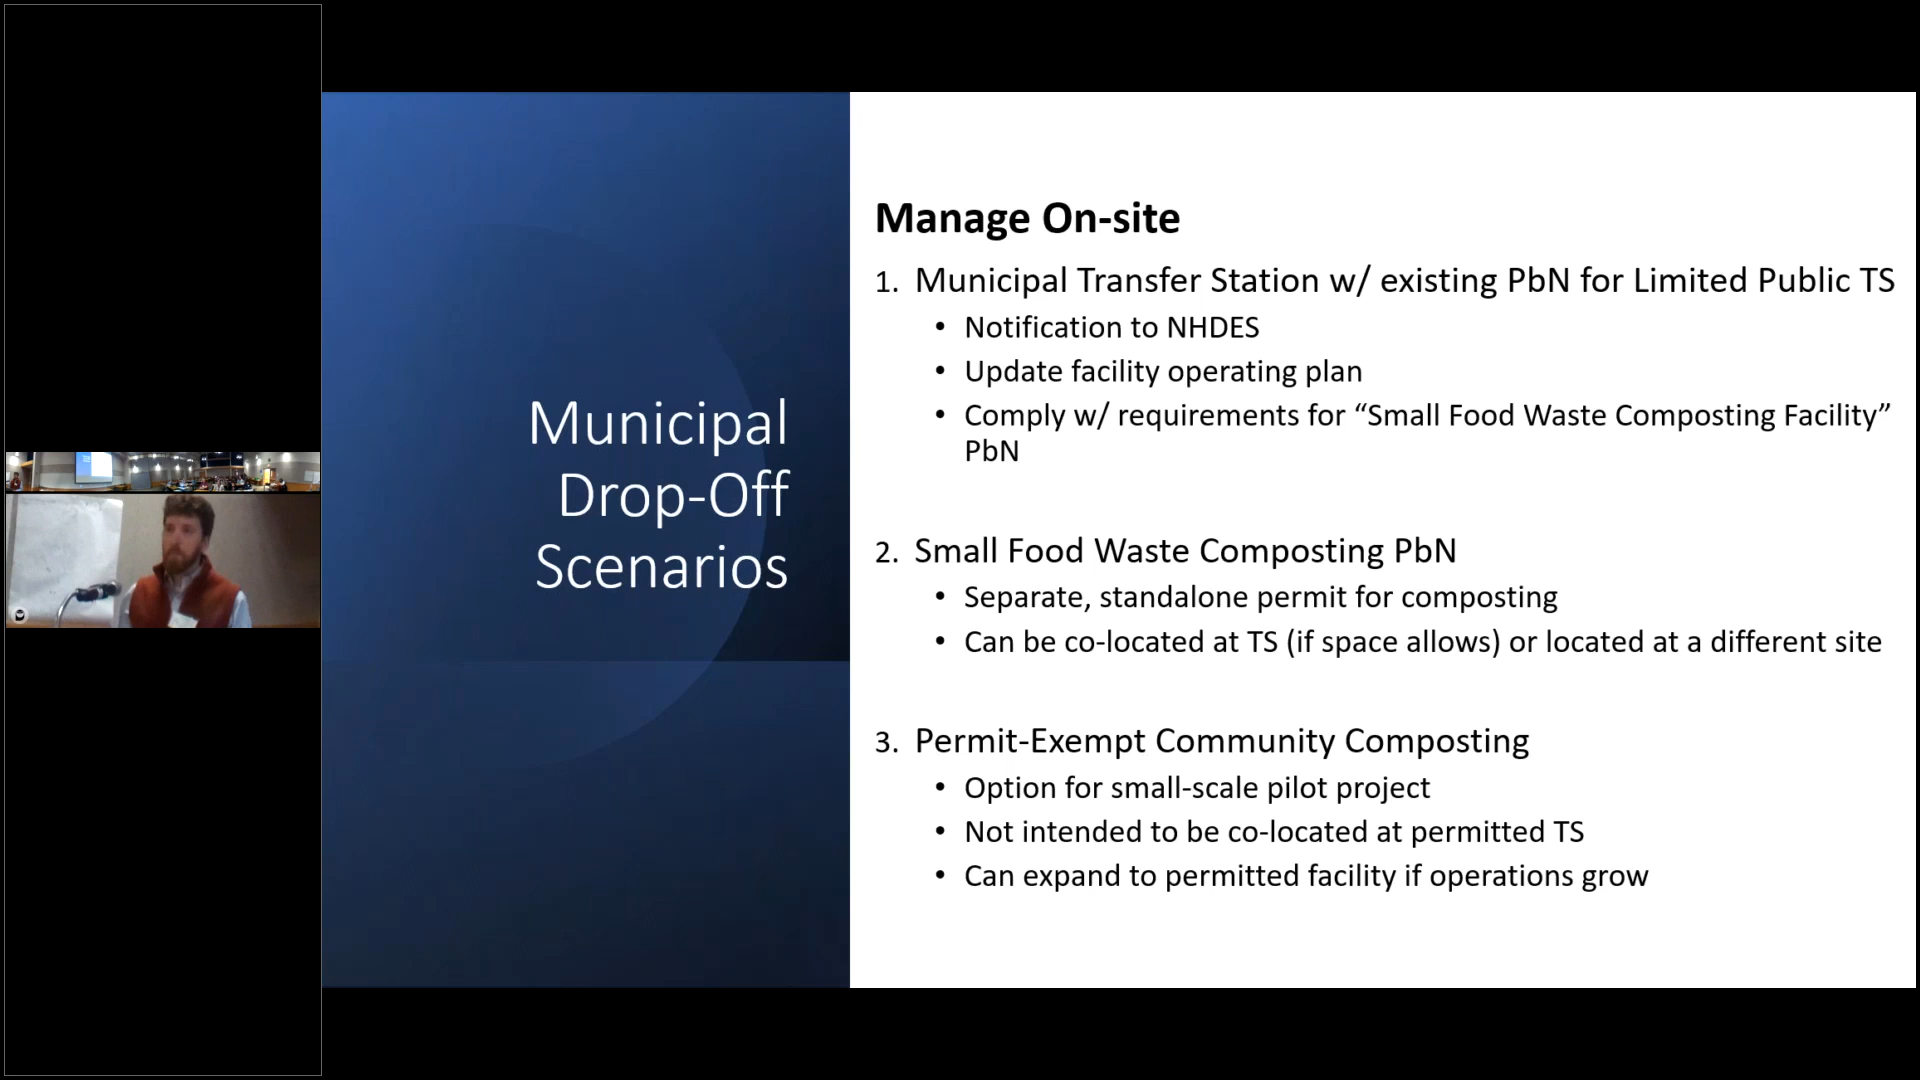 Municipal
Drop-Off
Scenarios
Manage On-site
1. Municipal Transfer Station w/ existing PbN for Limited Public TS
• Notification to NHDES
• Update facility operating plan
• Comply w/ requirements for “Small Food Waste Composting Facility”
PbN
2. Small Food Waste Composting PbN
• Separate, standalone permit for composting
• Can be co-located at TS (if space allows) or located at a different site
3. Permit-Exempt Community Composting
• Option for small-scale pilot project
• Not intended to be co-located at permitted TS
• Can expand to permitted facility if operations grow